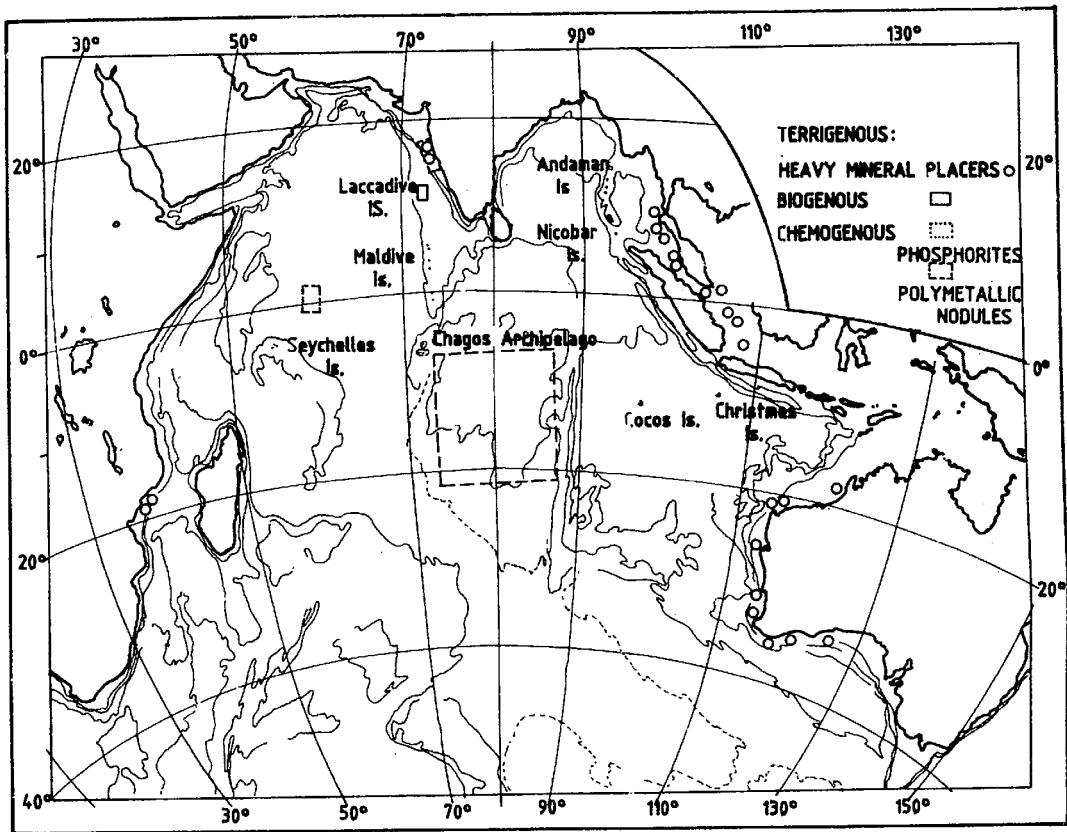 30°
50°
70°
90°
110°
130°
TERRIGENOUS:
HEAVY MINERAL PLACERS
BIOGENOUS
CHEMOGENOUS
PHOSPHORITES
POLYMETALLIC
NODULES
20°
20°
Laccadive
IS.
Andaman
Is
Maldive
is.
Nicobar
Is.
Seychelles
Is.
Chagos Archipelago
0°
0°
Cocos Is.
Christmas
Is.
20°
20°
40°
30°
50°
70°
90°
110°
130°
150°